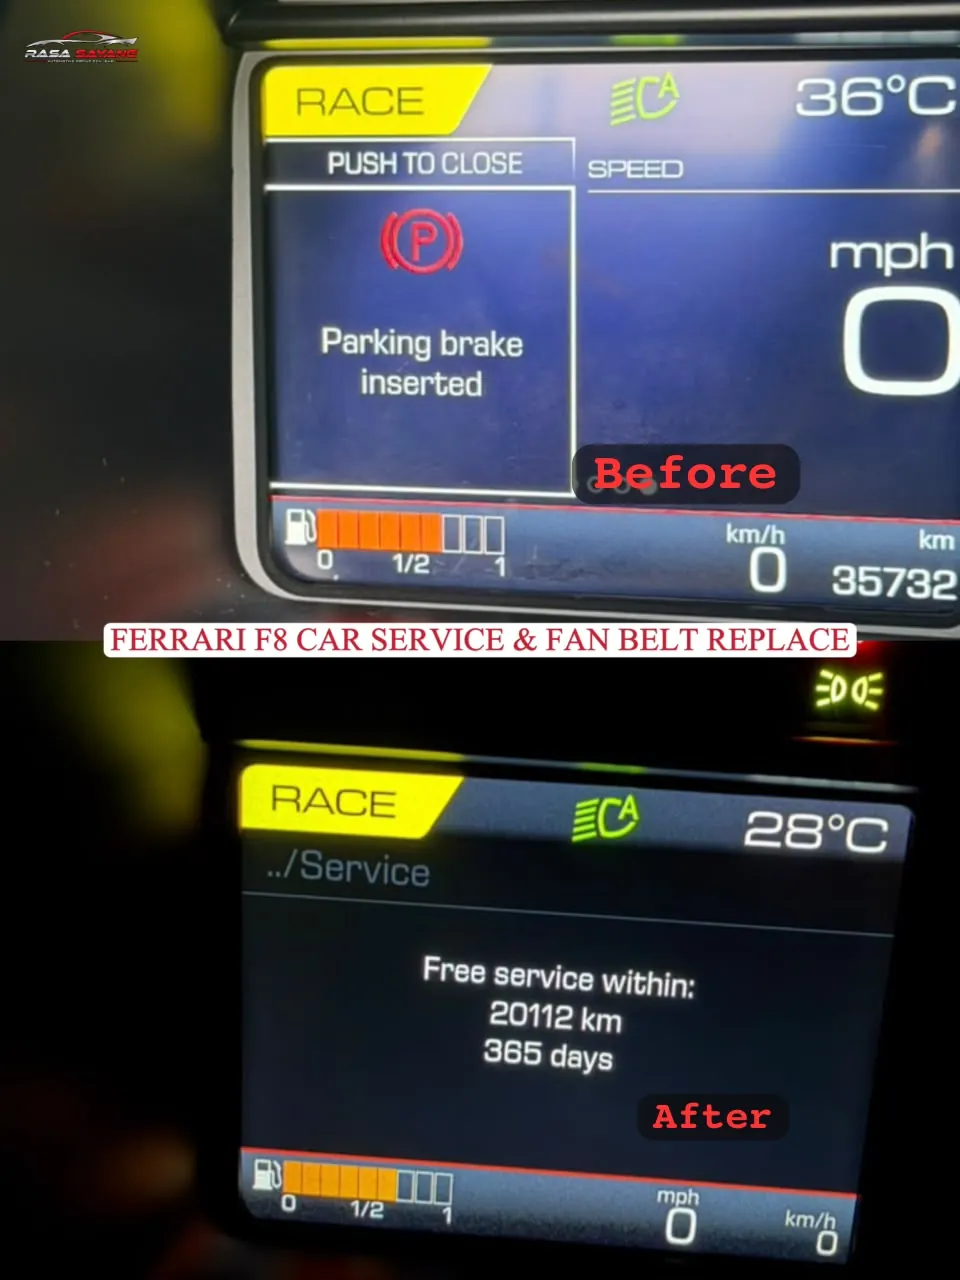 RASA SAYANG
RACE
A
36°C
PUSH TO CLOSE
SPEED
P
mph
0
Parking brake
inserted
Before
0 1/2 1
km/h
0
km
35732
FERRARI F8 CAR SERVICE & FAN BELT REPLACE
RACE
A
28°C
../Service
Free service within:
20112 km
365 days
After
0 1/2 1
mph
0
km/h
0